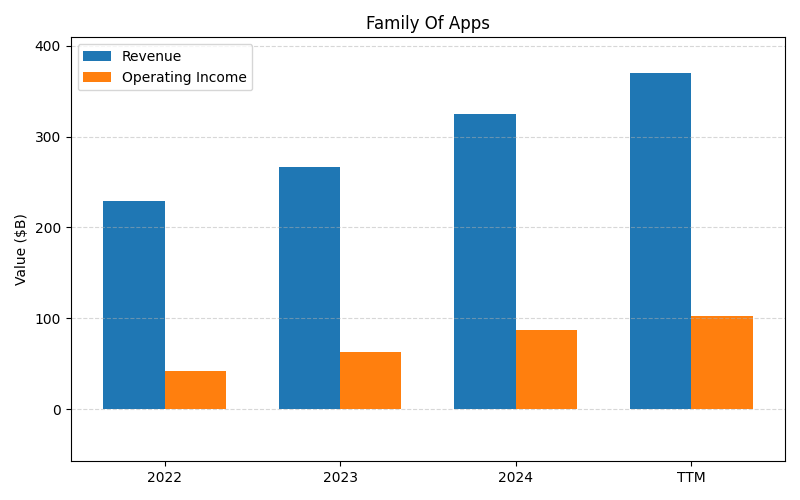 Family Of Apps
Revenue
Operating Income
Value ($B)
400
300
200
100
0
2022
2023
2024
TTM